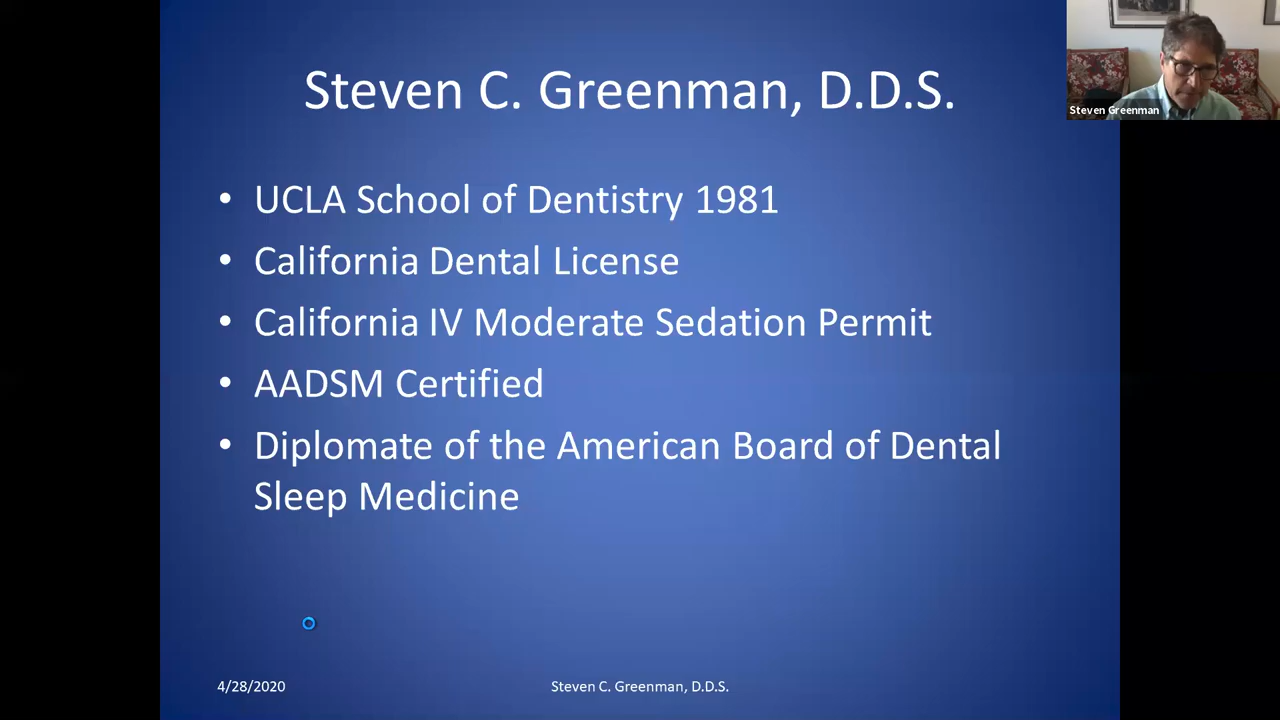 Steven C. Greenman, D.D.S.
Steven Greenman
• UCLA School of Dentistry 1981
• California Dental License
• California IV Moderate Sedation Permit
• AADSM Certified
• Diplomate of the American Board of Dental
Sleep Medicine
4/28/2020
Steven C. Greenman, D.D.S.